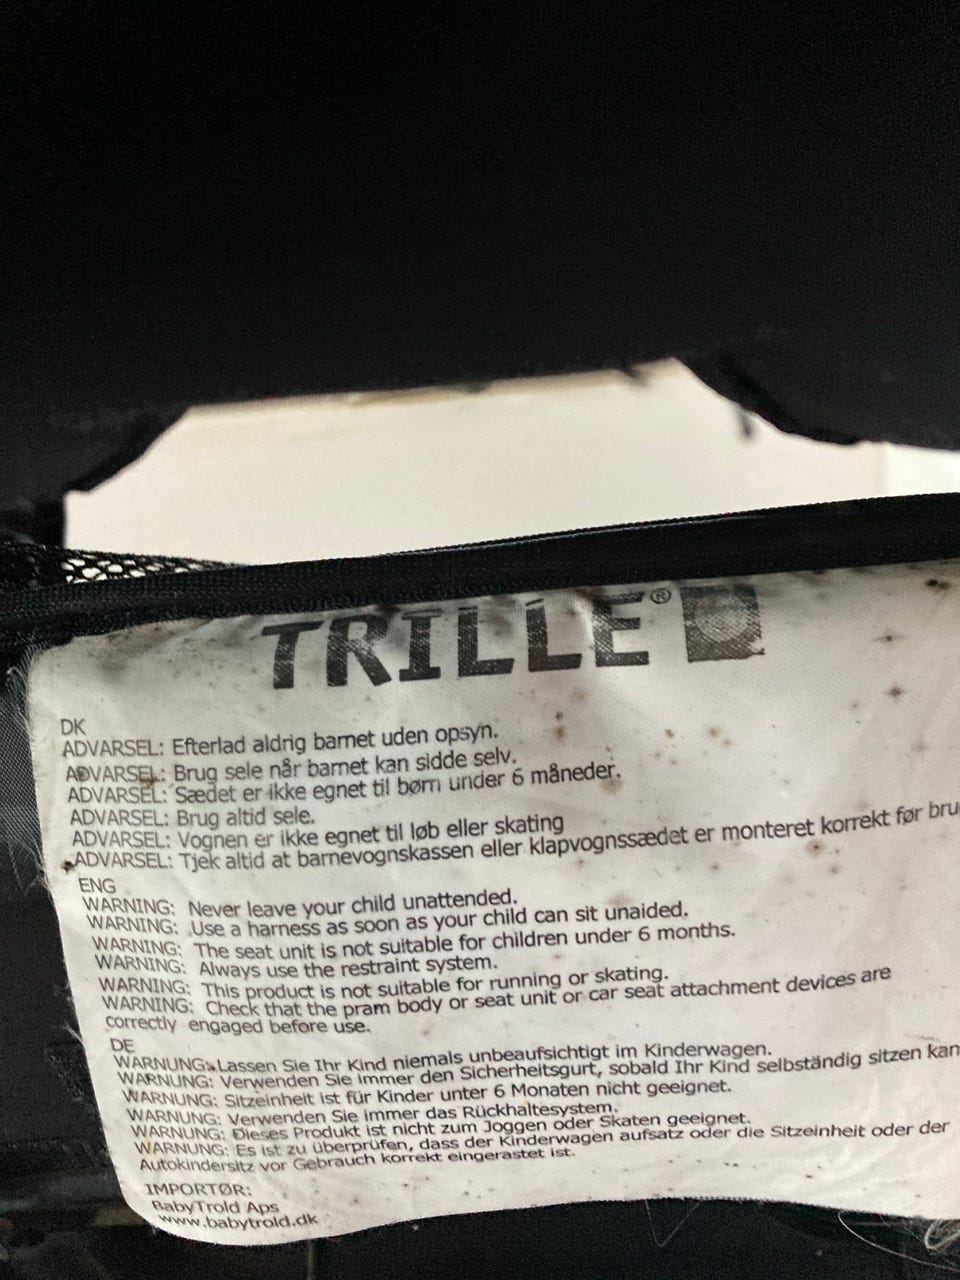 TRILLE®
DK
ADVARSEL: Efterlad aldrig barnet uden opsyn.
ADVARSEL: Brug sele når barnet kan sidde selv.
ADVARSEL: Sædet er ikke egnet til børn under 6 måneder.
ADVARSEL: Brug altid sele.
ADVARSEL: Vognen er ikke egnet til løb eller skating
ADVARSEL: Tjek altid at barnevognskassen eller klapvognssædet er monteret korrekt før bru
ENG
WARNING: Never leave your child unattended.
WARNING: Use a harness as soon as your child can sit unaided.
WARNING: The seat unit is not suitable for children under 6 months.
WARNING: Always use the restraint system.
WARNING: This product is not suitable for running or skating.
WARNING: Check that the pram body or seat unit or car seat attachment devices are
correctly engaged before use.
DE
WARNUNG: Lassen Sie Ihr Kind niemals unbeaufsichtigt im Kinderwagen.
WARNUNG: Verwenden Sie immer den Sicherheitsgurt, sobald Ihr Kind selbständig sitzen kan
WARNUNG: Sitzeinheit ist für Kinder unter 6 Monaten nicht geeignet.
WARNUNG: Verwenden Sie immer das Rückhaltesystem.
WARNUNG: Dieses Produkt ist nicht zum Joggen oder Skaten geeignet.
WARNUNG: Es ist zu überprüfen, dass der Kinderwagen aufsatz oder die Sitzeinheit oder der
Autokindersitz vor Gebrauch korrekt eingerastet ist.
IMPORTØR:
BabyTrold Aps
www.babytrold.dk